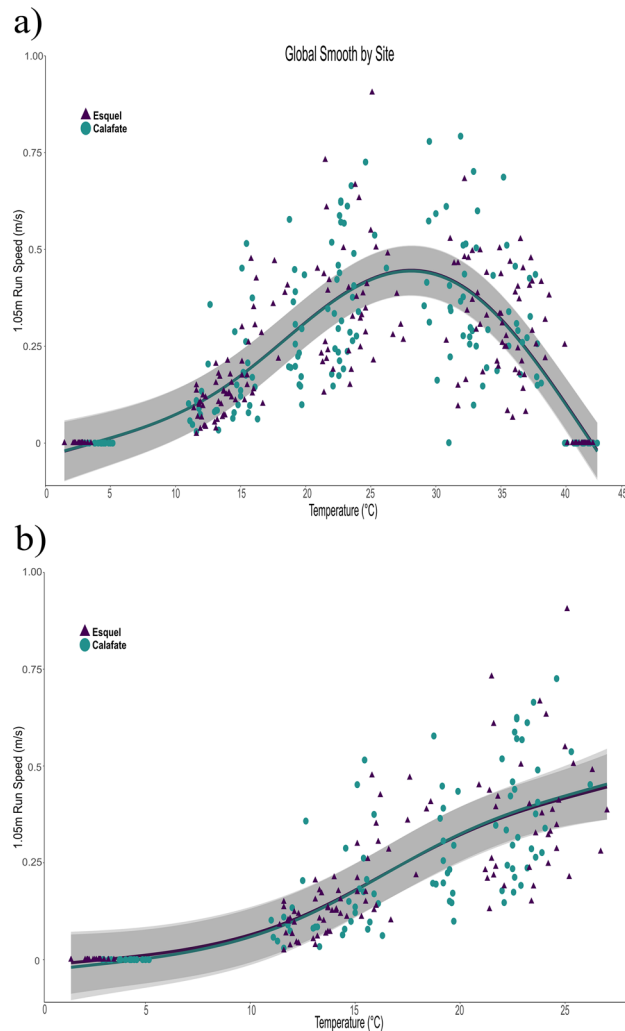 a)
Global Smooth by Site
1.00
Esquel
Calafate
0.75
0.5
0.25
0
1.05m Run Speed (m/s)
0 5 10 15 20 25 30 35 40 45
Temperature (°C)
b)
1.00
Esquel
Calafate
0.75
0.5
0.25
0
1.05m Run Speed (m/s)
0 5 10 15 20 25
Temperature (°C)